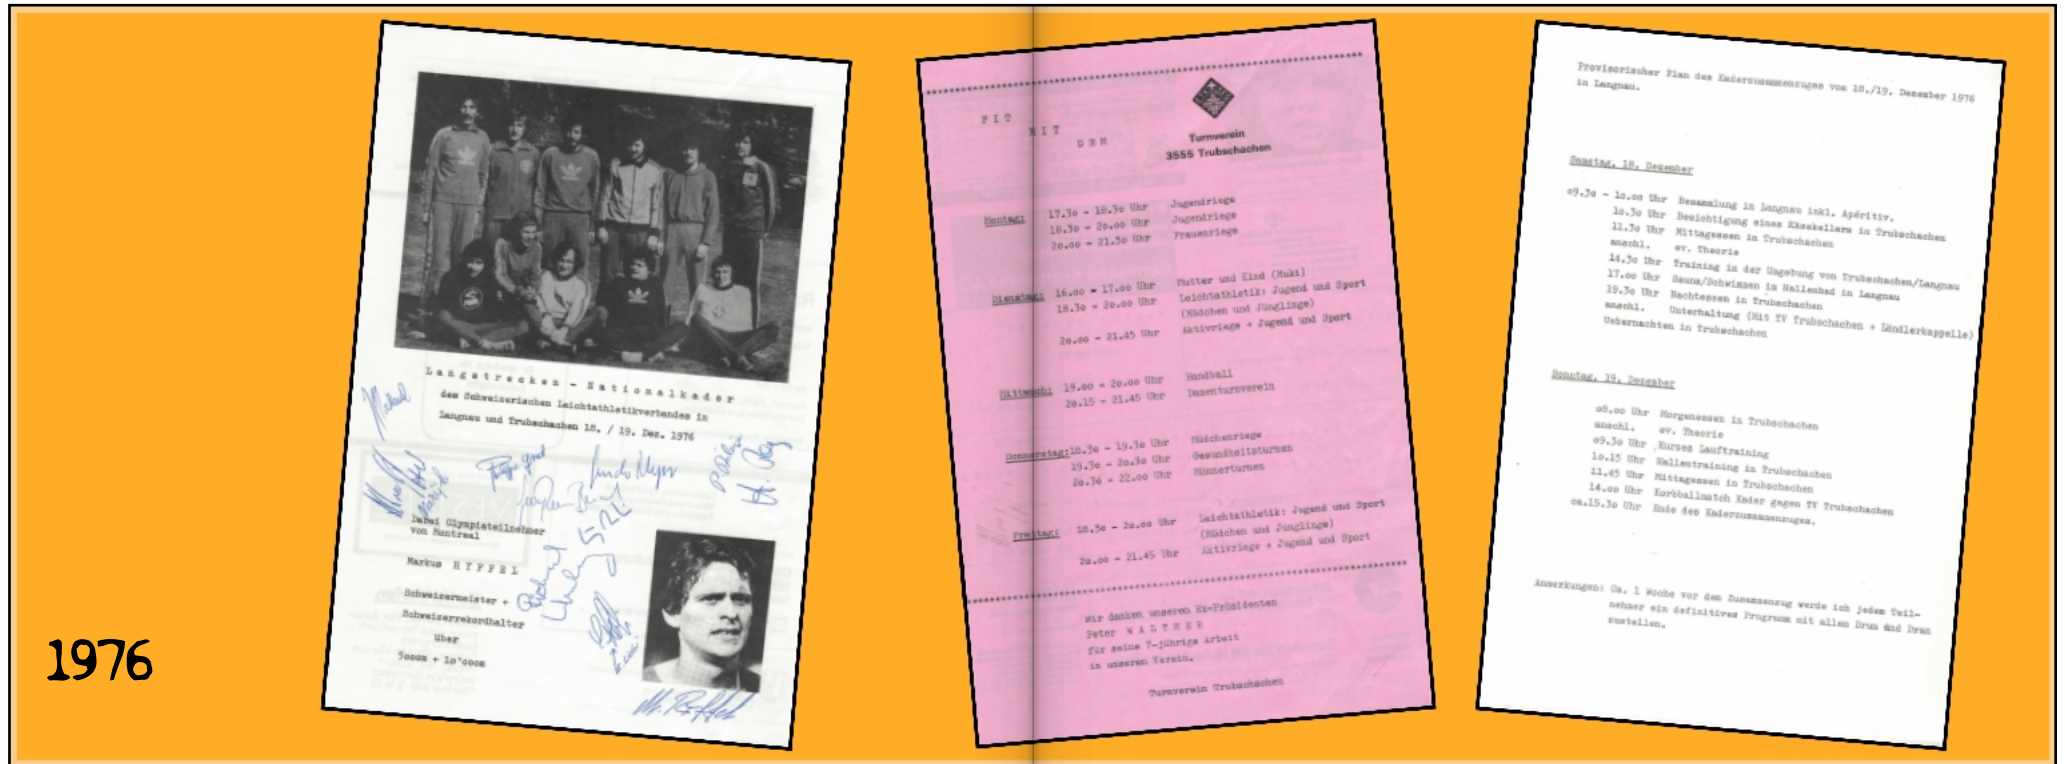 1976
Langstrecken - Nationalkader
des Schweizerischen Leichtathletikverbandes in
Langnau und Trubschachen 18. / 19. Dez. 1976
Dabei Olympiateilnehmer
von Montreal
Markus RYFFEL
Schweizermeister +
Schweizerrekordhalter
über
5000m + 10'000m
FIT
MIT
DEM
Turnverein
3555 Trubschachen
Montag: 17.30 - 18.30 Uhr Jugendriege
18.30 - 20.00 Uhr Jugendriege
20.00 - 21.30 Uhr Frauenriege
Dienstag: 16.00 - 17.00 Uhr Mutter und Kind (Muki)
18.30 - 20.00 Uhr Leichtathletik: Jugend und Sport
(Mädchen und Jünglinge)
20.00 - 21.45 Uhr Aktivriege + Jugend und Sport
Mittwoch: 19.00 - 20.00 Uhr Handball
20.15 - 21.45 Uhr Damenturnverein
Donnerstag: 18.30 - 19.30 Uhr Mädchenriege
19.30 - 20.30 Uhr Gesundheitsturnen
20.30 - 22.00 Uhr Männerturnen
Freitag: 18.30 - 20.00 Uhr Leichtathletik: Jugend und Sport
(Mädchen und Jünglinge)
20.00 - 21.45 Uhr Aktivriege + Jugend und Sport
Wir danken unserem Ex-Präsidenten
Peter WALTHER
für seine 7-jährige Arbeit
in unserem Verein.
Turnverein Trubschachen
Provisorischer Plan des Kaderzusammenzuges vom 18./19. Dezember 1976
in Langnau.
Samstag, 18. Dezember
09.30 - 10.00 Uhr Besammlung in Langnau inkl. Apéritiv.
10.30 Uhr Besichtigung eines Käsekellers in Trubschachen
11.30 Uhr Mittagessen in Trubschachen
anschl. ev. Theorie
14.30 Uhr Training in der Umgebung von Trubschachen/Langnau
17.00 Uhr Sauna/Schwimmen im Hallenbad in Langnau
19.30 Uhr Nachtessen in Trubschachen
anschl. Unterhaltung (Mit TV Trubschachen + Ländlerkappelle)
Uebernachten in Trubschachen
Sonntag, 19. Dezember
08.00 Uhr Morgenessen in Trubschachen
anschl. ev. Theorie
09.30 Uhr Kurzes Lauftraining
10.15 Uhr Hallentraining in Trubschachen
11.45 Uhr Mittagessen in Trubschachen
14.00 Uhr Korbballmatch Kader gegen TV Trubschachen
ca.15.30 Uhr Ende des Kaderzusammenzuges.
Anmerkungen: Ca. 1 Woche vor dem Zusammenzug werde ich jedem Teil-
nehmer ein definitives Programm mit allem Drum und Dran
zustellen.